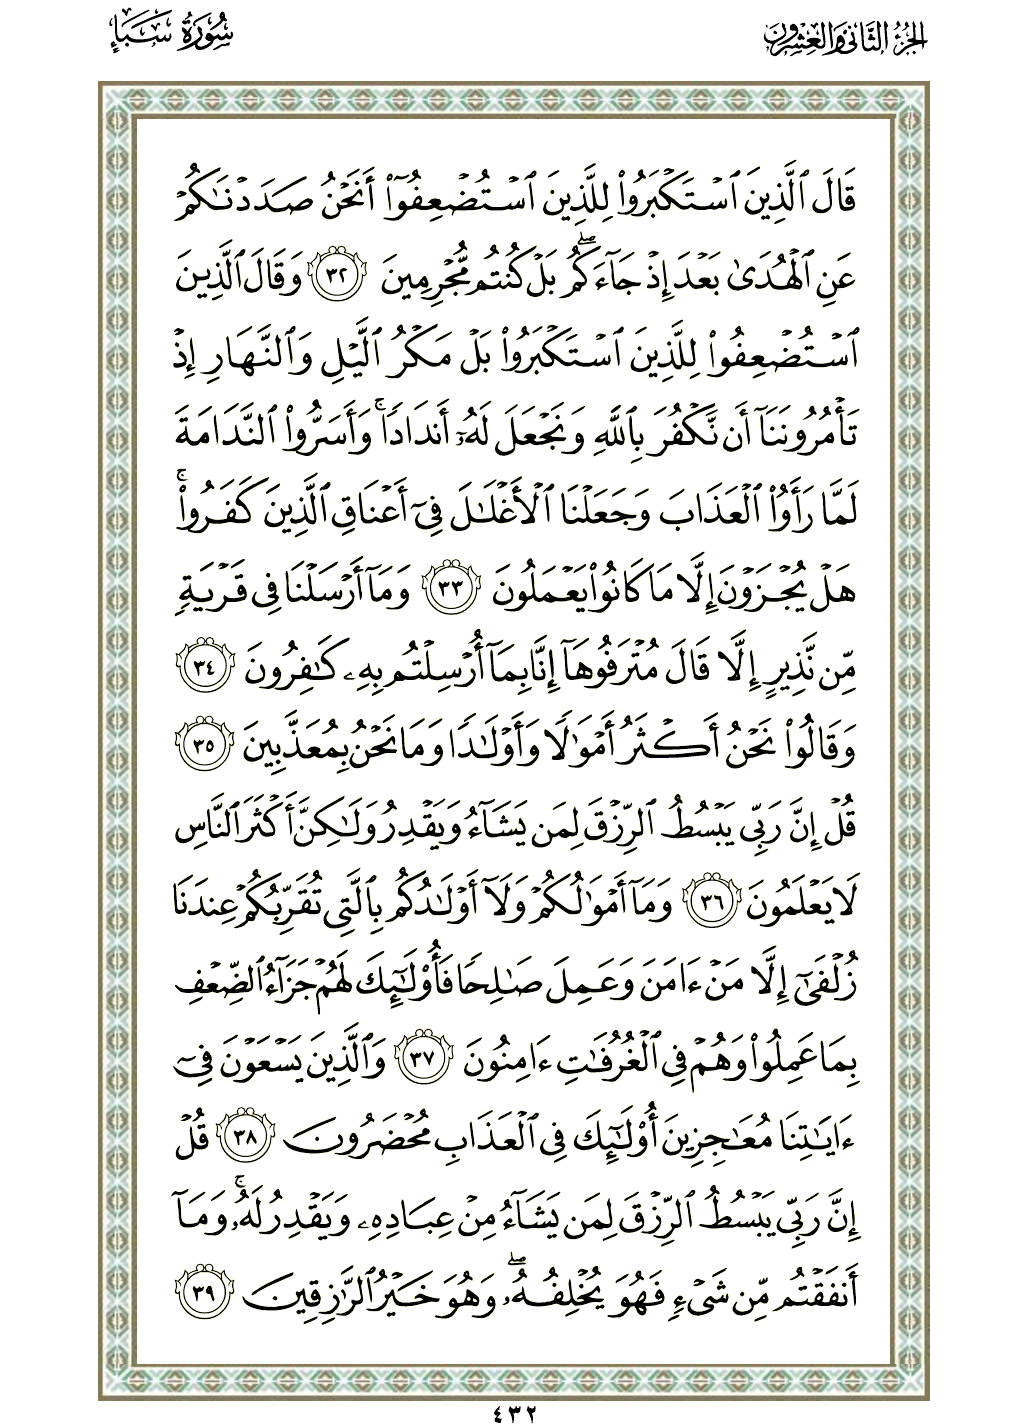 الجزء الثاني والعشرون
سورة سبإ
قَالَ ٱلَّذِينَ ٱسۡتَكۡبَرُواْ لِلَّذِينَ ٱسۡتُضۡعِفُوٓاْ أَنَحۡنُ صَدَدۡنَٰكُمۡ
عَنِ ٱلۡهُدَىٰ بَعۡدَ إِذۡ جَآءَكُمۖ بَلۡ كُنتُم مُّجۡرِمِينَ ٣٢ وَقَالَ ٱلَّذِينَ
ٱسۡتُضۡعِفُواْ لِلَّذِينَ ٱسۡتَكۡبَرُواْ بَلۡ مَكۡرُ ٱلَّيۡلِ وَٱلنَّهَارِ إِذۡ
تَأۡمُرُونَنَآ أَن نَّكۡفُرَ بِٱللَّهِ وَنَجۡعَلَ لَهُۥٓ أَندَادٗاۚ وَأَسَرُّواْ ٱلنَّدَامَةَ
لَمَّا رَأَوُاْ ٱلۡعَذَابَ وَجَعَلۡنَا ٱلۡأَغۡلَٰلَ فِيٓ أَعۡنَاقِ ٱلَّذِينَ كَفَرُواْۚ
هَلۡ يُجۡزَوۡنَ إِلَّا مَا كَانُواْ يَعۡمَلُونَ ٣٣ وَمَآ أَرۡسَلۡنَا فِي قَرۡيَةٖ
مِّن نَّذِيرٍ إِلَّا قَالَ مُتۡرَفُوهَآ إِنَّا بِمَآ أُرۡسِلۡتُم بِهِۦ كَٰفِرُونَ ٣٤
وَقَالُواْ نَحۡنُ أَكۡثَرُ أَمۡوَٰلٗا وَأَوۡلَٰدٗا وَمَا نَحۡنُ بِمُعَذَّبِينَ ٣٥
قُلۡ إِنَّ رَبِّي يَبۡسُطُ ٱلرِّزۡقَ لِمَن يَشَآءُ وَيَقۡدِرُ وَلَٰكِنَّ أَكۡثَرَ ٱلنَّاسِ
لَا يَعۡلَمُونَ ٣٦ وَمَآ أَمۡوَٰلُكُمۡ وَلَآ أَوۡلَٰدُكُم بِٱلَّتِي تُقَرِّبُكُمۡ عِندَنَا
زُلۡفَىٰٓ إِلَّا مَنۡ ءَامَنَ وَعَمِلَ صَٰلِحٗا فَأُوْلَٰٓئِكَ لَهُمۡ جَزَآءُ ٱلضِّعۡفِ
بِمَا عَمِلُواْ وَهُمۡ فِي ٱلۡغُرُفَٰتِ ءَامِنُونَ ٣٧ وَٱلَّذِينَ يَسۡعَوۡنَ فِيٓ
ءَايَٰتِنَا مُعَٰجِزِينَ أُوْلَٰٓئِكَ فِي ٱلۡعَذَابِ مُحۡضَرُونَ ٣٨ قُلۡ
إِنَّ رَبِّي يَبۡسُطُ ٱلرِّزۡقَ لِمَن يَشَآءُ مِنۡ عِبَادِهِۦ وَيَقۡدِرُ لَهُۥۚ وَمَآ
أَنفَقۡتُم مِّن شَيۡءٖ فَهُوَ يُخۡلِفُهُۥۖ وَهُوَ خَيۡرُ ٱلرَّٰزِقِينَ ٣٩
٤٣٢